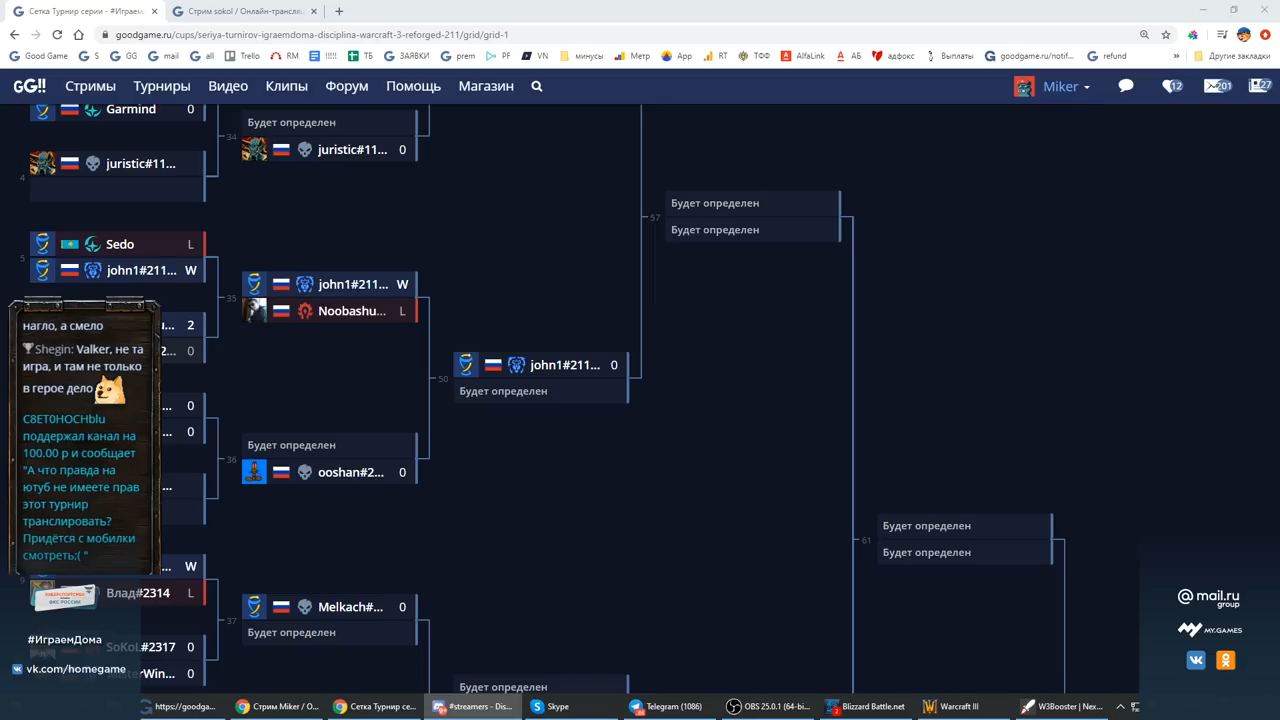 Сетка Турнир серии - #Играем
Стрим sokol / Онлайн-трансляц
goodgame.ru/cups/seriya-turnirov-igraemdoma-disciplina-warcraft-3-reforged-211/grid/grid-1
Good Game S GG mail all Trello RM !!!!! ТБ ЗАЯВКИ prem PF VN минусы Метр App RT ТФФ AlfaLink АБ адфокс Выплаты goodgame.ru/notif... refund » Другие закладки
GG!! Стримы Турниры Видео Клипы Форум Помощь Магазин Miker 12 201 27
Garmind 0
Будет определен
34
juristic#11... 0
juristic#11...
4
Будет определен
57
Будет определен
Sedo L
5
john1#211... W
john1#211... W
35
Noobashu... L
нагло, а смело
Shegin: Valker, не та
игра, и там не только
в герое дело
C8ET0HOCHblu
поддержал канал на
100.00 р и сообщает
"А что правда на
ютуб не имеете прав
этот турнир
транслировать?
Придётся с мобилки
смотреть;( "
2
0
john1#211... 0
50
Будет определен
0
0
Будет определен
36
ooshan#2... 0
Будет определен
61
Будет определен
W
Влад#2314 L
Melkach#... 0
37
Будет определен
SoKoL#2317 0
0
Будет определен
#ИграемДома
vk.com/homegame
@mail.ru
group
MY.GAMES
https://goodga...
Стрим Miker / О...
Сетка Турнир се...
#streamers - Dis...
Skype
Telegram (1086)
OBS 25.0.1 (64-bi...
Blizzard Battle.net
Warcraft III
W3Booster | Nex...